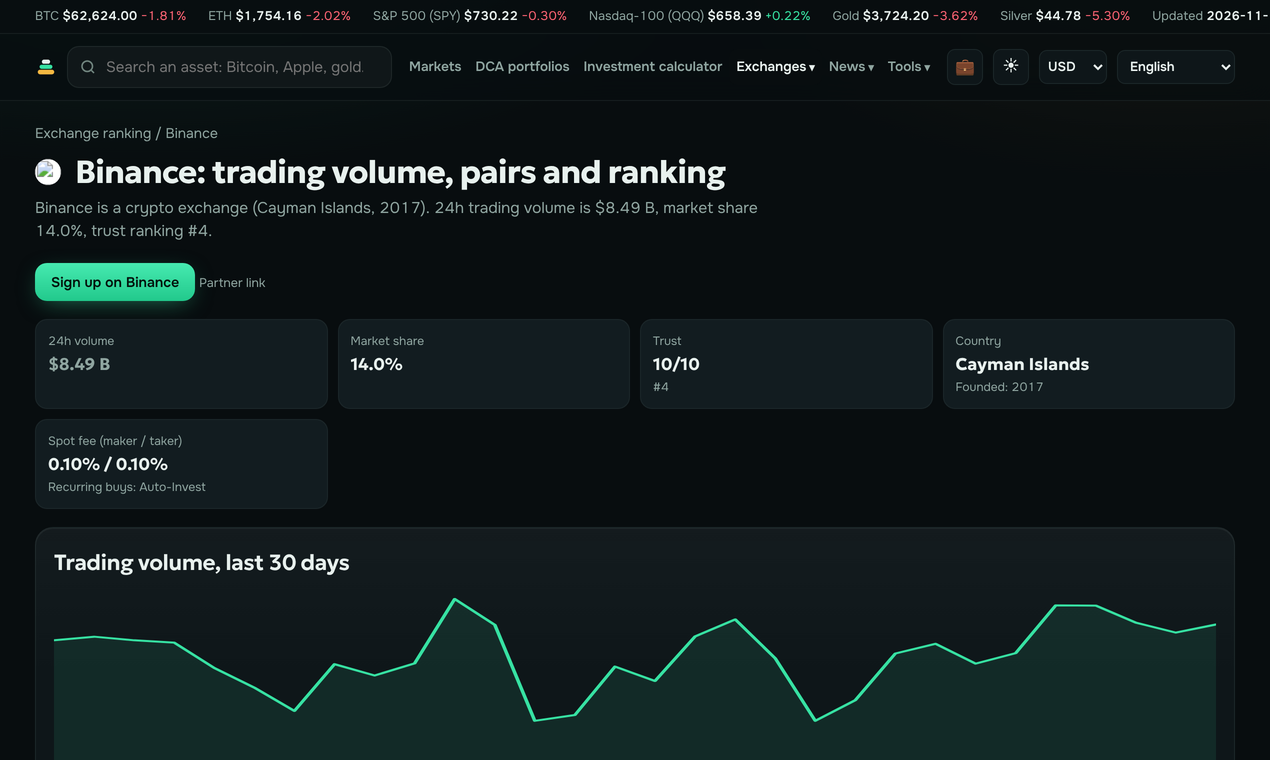 BTC $62,624.00 -1.81% ETH $1,754.16 -2.02% S&P 500 (SPY) $730.22 -0.30% Nasdaq-100 (QQQ) $658.39 +0.22% Gold $3,724.20 -3.62% Silver $44.78 -5.30% Updated 2026-11-
Search an asset: Bitcoin, Apple, gold. Markets DCA portfolios Investment calculator Exchanges ▾ News ▾ Tools ▾ USD English
Exchange ranking / Binance
Binance: trading volume, pairs and ranking
Binance is a crypto exchange (Cayman Islands, 2017). 24h trading volume is $8.49 B, market share
14.0%, trust ranking #4.
Sign up on Binance Partner link
24h volume
$8.49 B
Market share
14.0%
Trust
10/10
#4
Country
Cayman Islands
Founded: 2017
Spot fee (maker / taker)
0.10% / 0.10%
Recurring buys: Auto-Invest
Trading volume, last 30 days